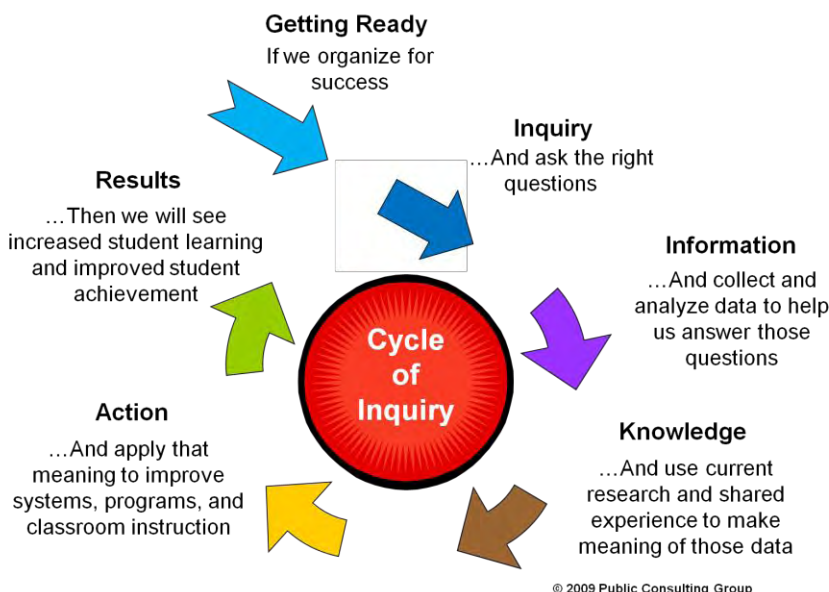 Getting Ready
If we organize for
success
Inquiry
…And ask the right
questions
Information
…And collect and
analyze data to help
us answer those
questions
Knowledge
…And use current
research and shared
experience to make
meaning of those data
Action
…And apply that
meaning to improve
systems, programs, and
classroom instruction
Results
…Then we will see
increased student learning
and improved student
achievement
Cycle
of
Inquiry
© 2009 Public Consulting Group